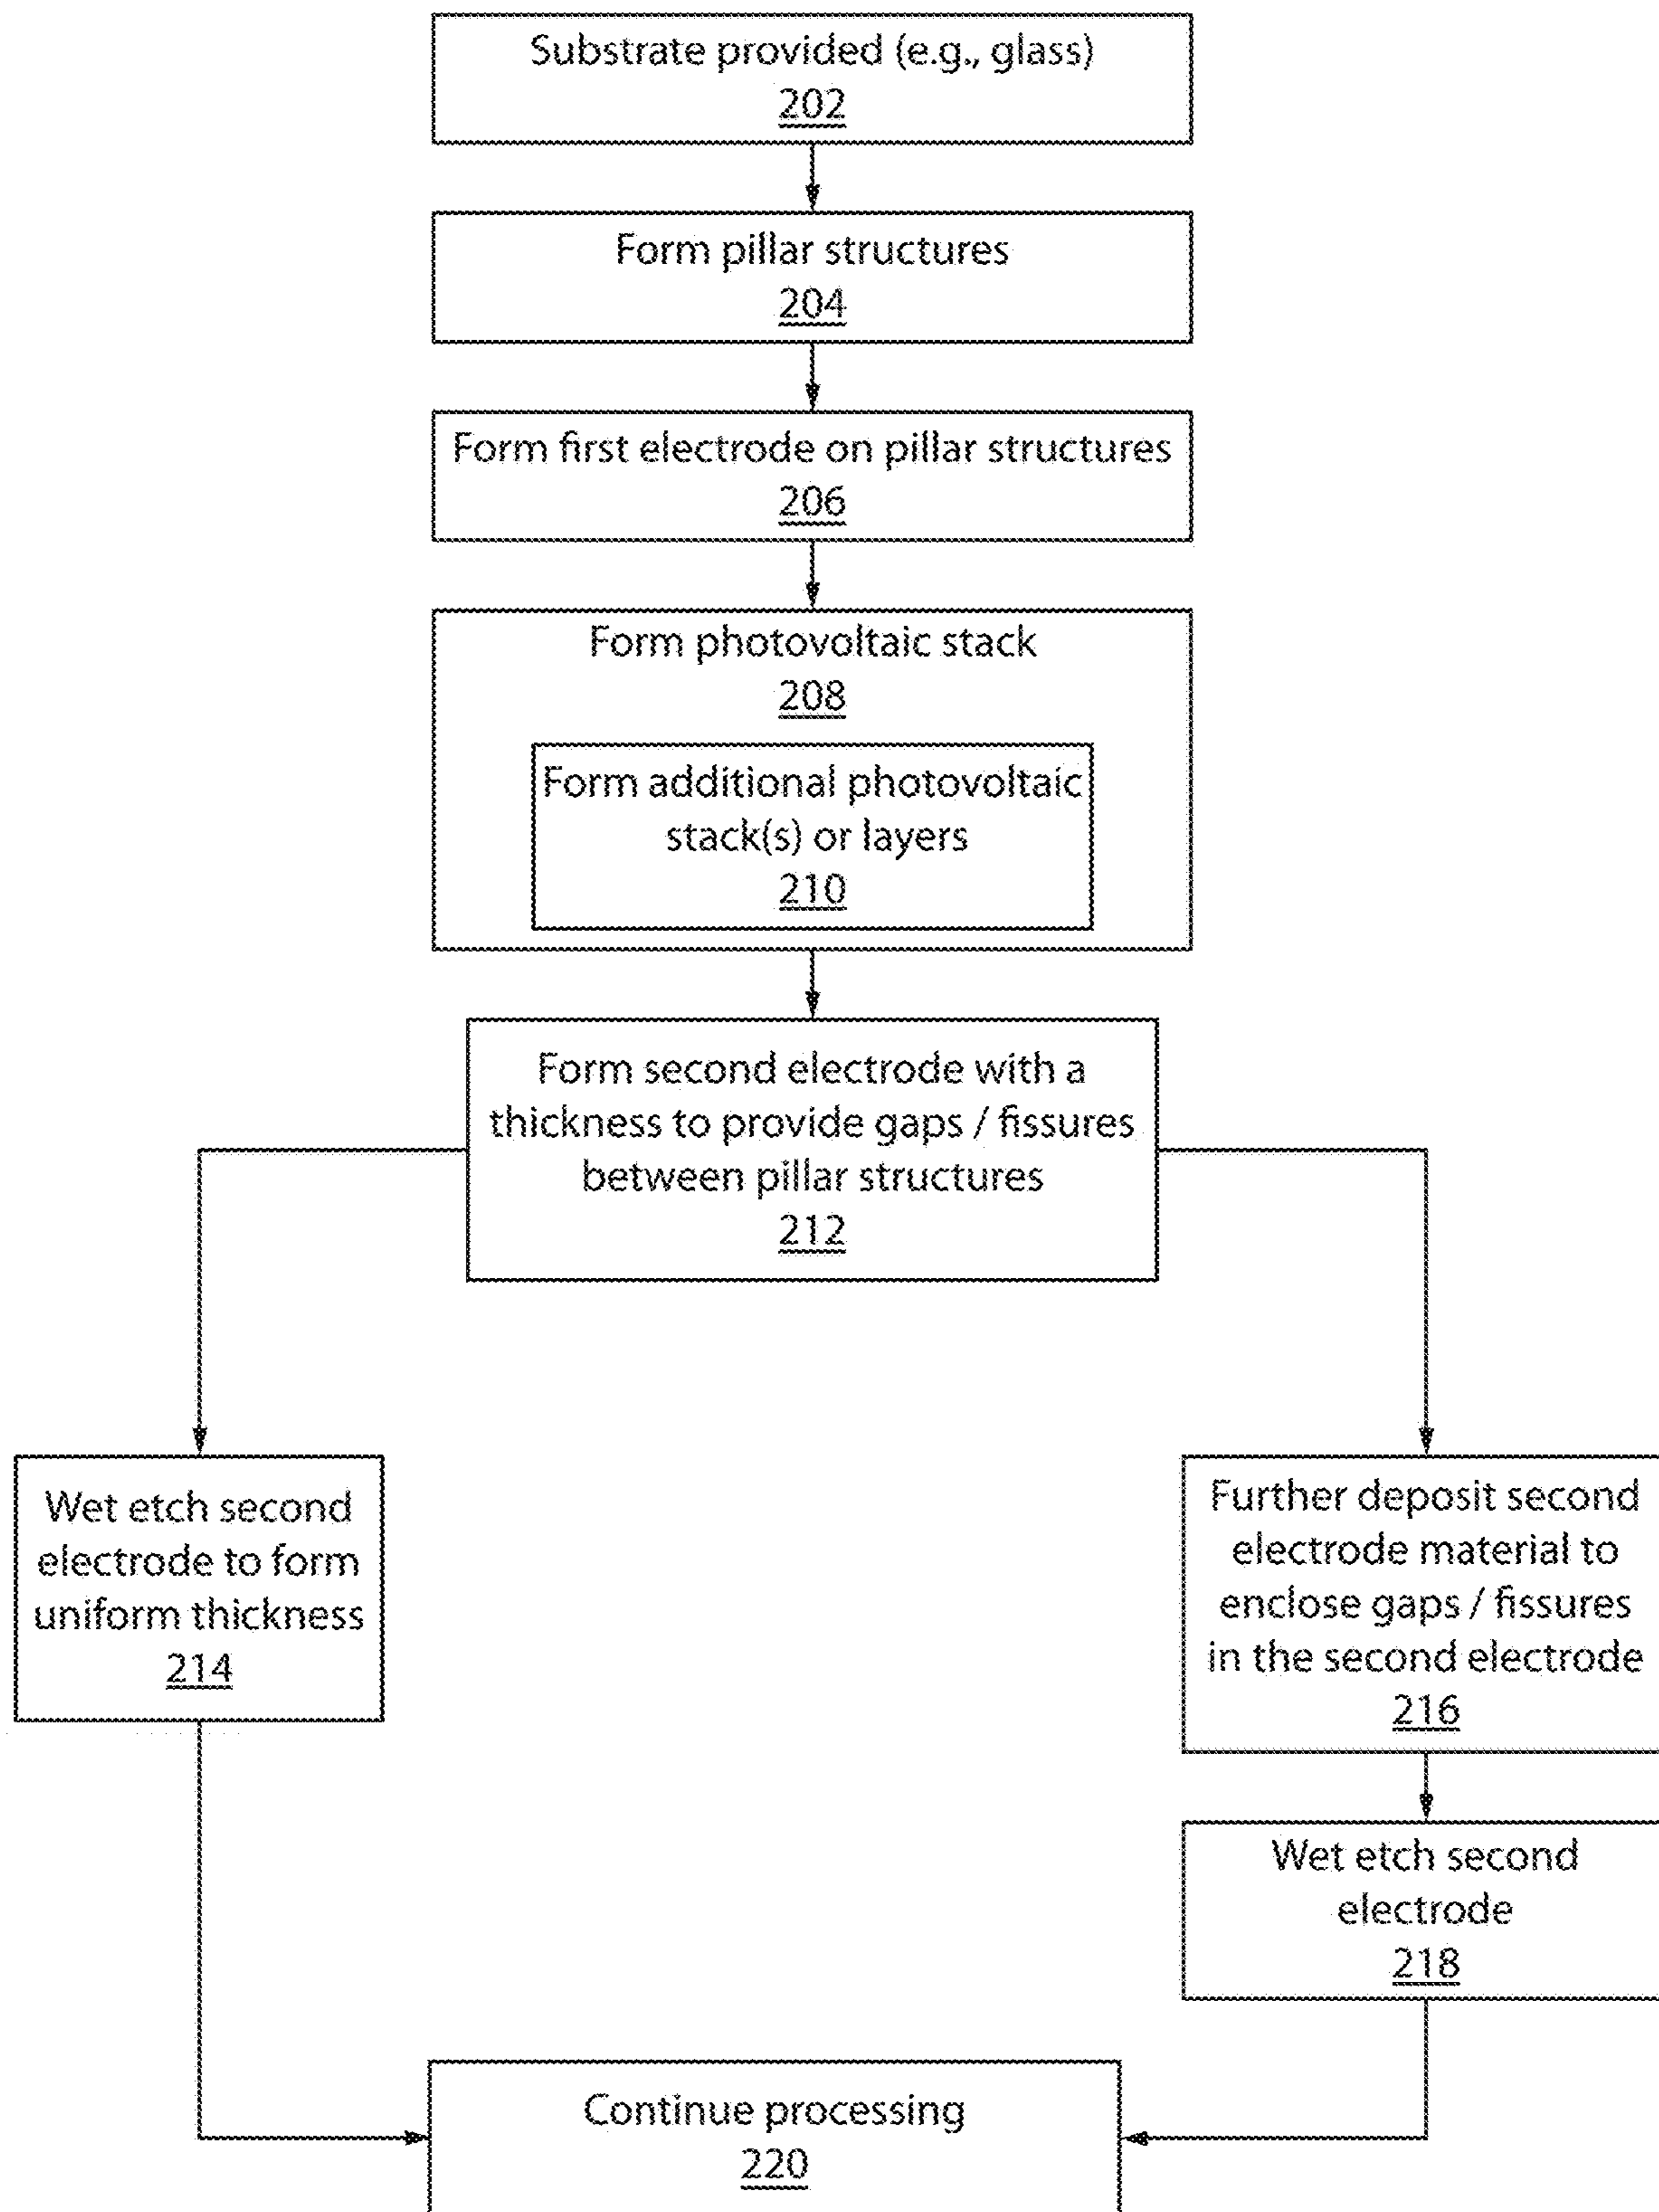 Substrate provided (e.g., glass)
202
Form pillar structures
204
Form first electrode on pillar structures
206
Form photovoltaic stack
208
Form additional photovoltaic
stack(s) or layers
210
Form second electrode with a
thickness to provide gaps / fissures
between pillar structures
212
Wet etch second
electrode to form
uniform thickness
214
Further deposit second
electrode material to
enclose gaps / fissures
in the second electrode
216
Wet etch second
electrode
218
Continue processing
220